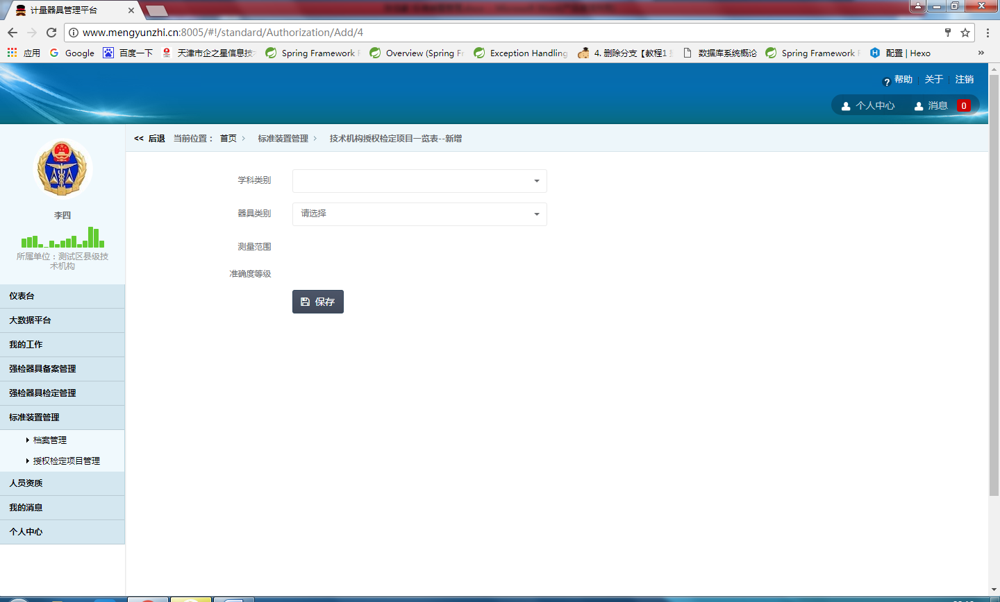 计量器具管理平台
www.mengyunzhi.cn:8005/#!/standard/Authorization/Add/4
应用 Google 百度一下 天津市企之星信息技 Spring Framework Overview (Spring Fr Exception Handling 4. 删除分支【教程1 数据库系统概论 Spring Framework 配置 | Hexo »
? 帮助 关于 注销
个人中心 消息 0
<< 后退 当前位置： 首页 标准装置管理 技术机构授权检定项目一览表--新增
李四
所属单位：测试区县级技
术机构
仪表台
大数据平台
我的工作
强检器具备案管理
强检器具检定管理
标准装置管理
档案管理
授权检定项目管理
人员资质
我的消息
个人中心
学科类别
器具类别 请选择
测量范围
准确度等级
保存